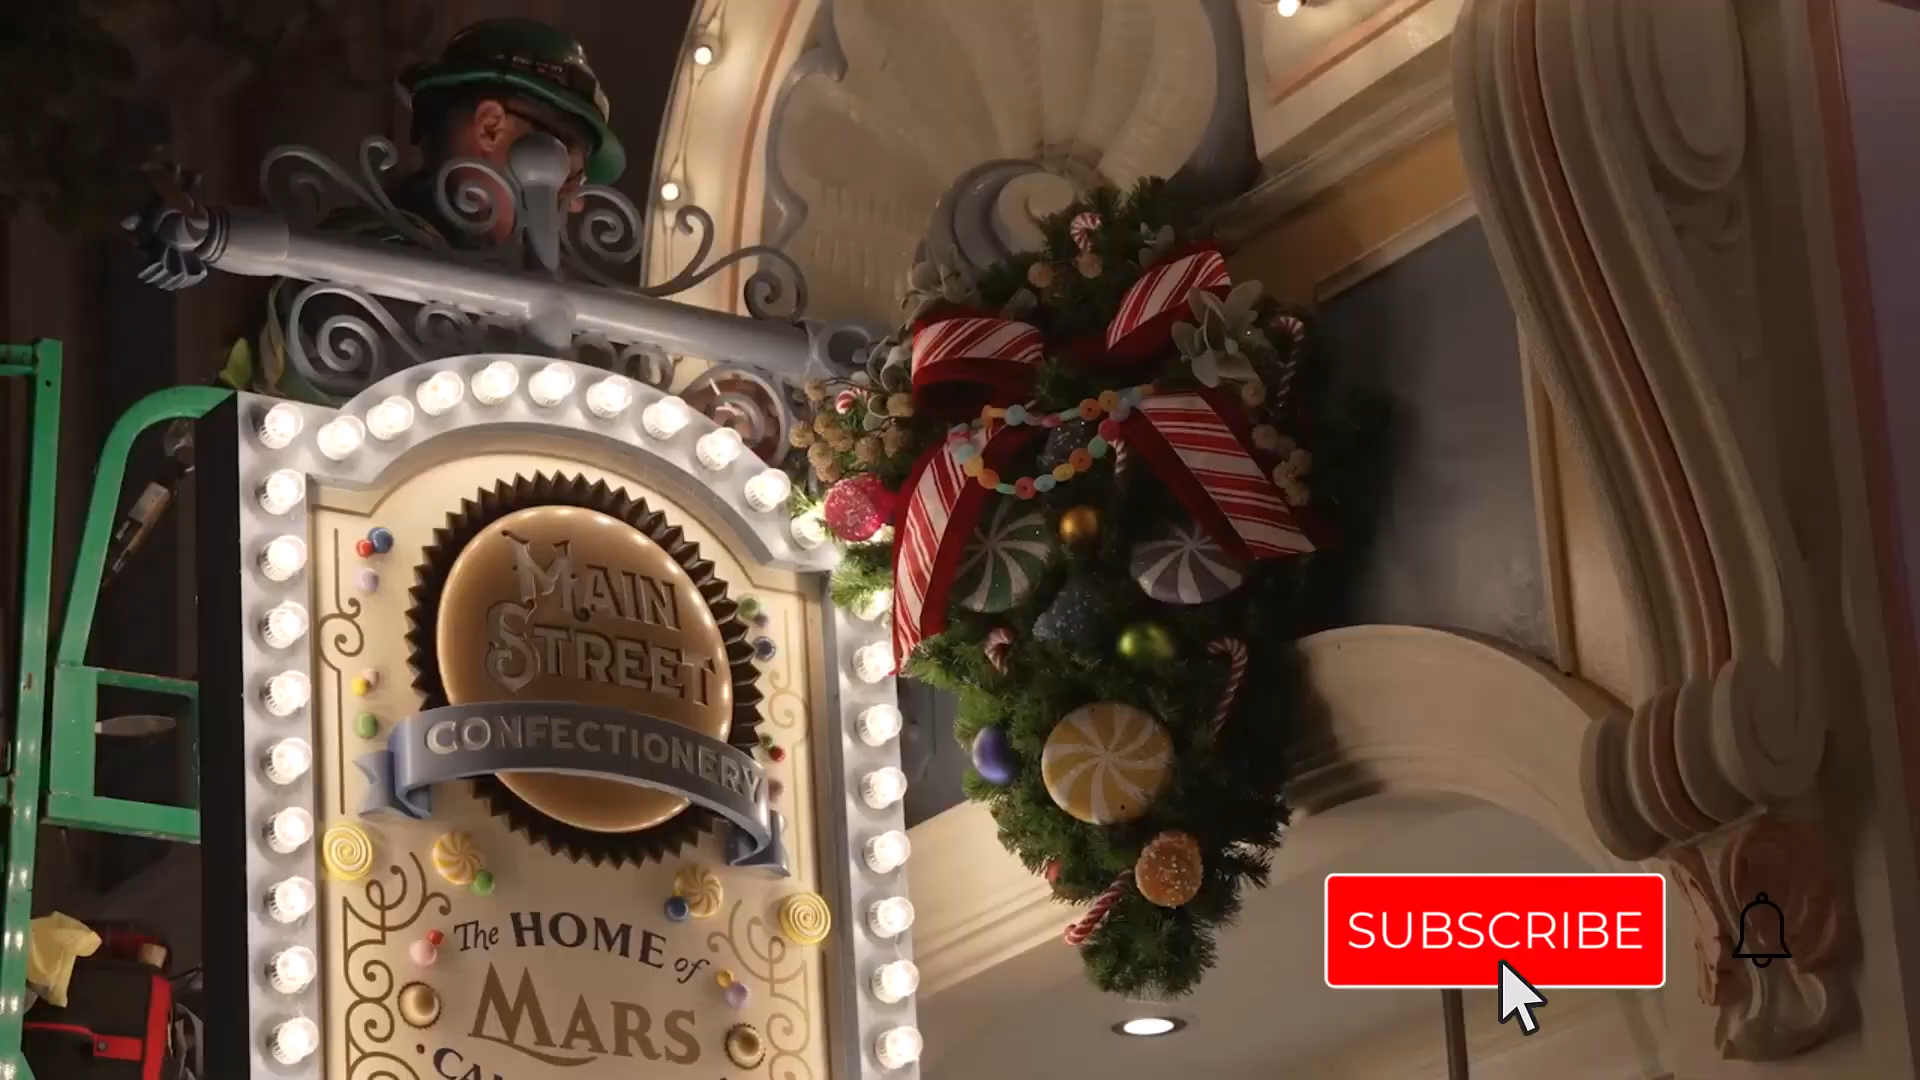 MAIN
STREET
CONFECTIONERY
The HOME of
MARS
SUBSCRIBE